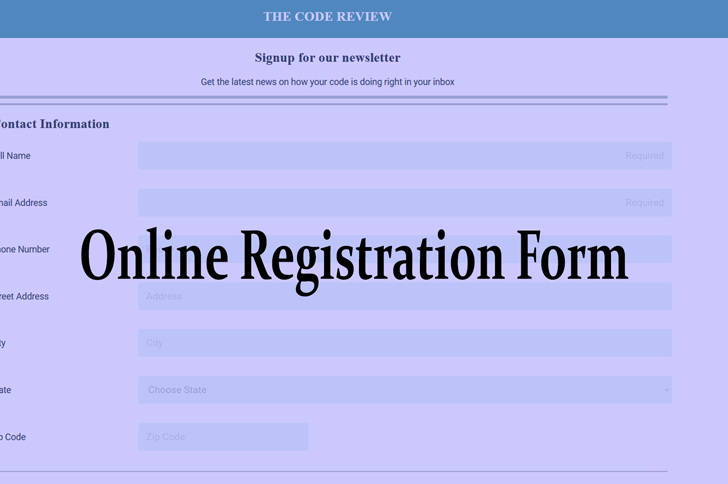 THE CODE REVIEW
Signup for our newsletter
Get the latest news on how your code is doing right in your inbox
ontact Information
ll Name
Required
ail Address
Required
one Number
Online Registration Form
reet Address
Address
ty
City
ate
Choose State
Code
Zip Code